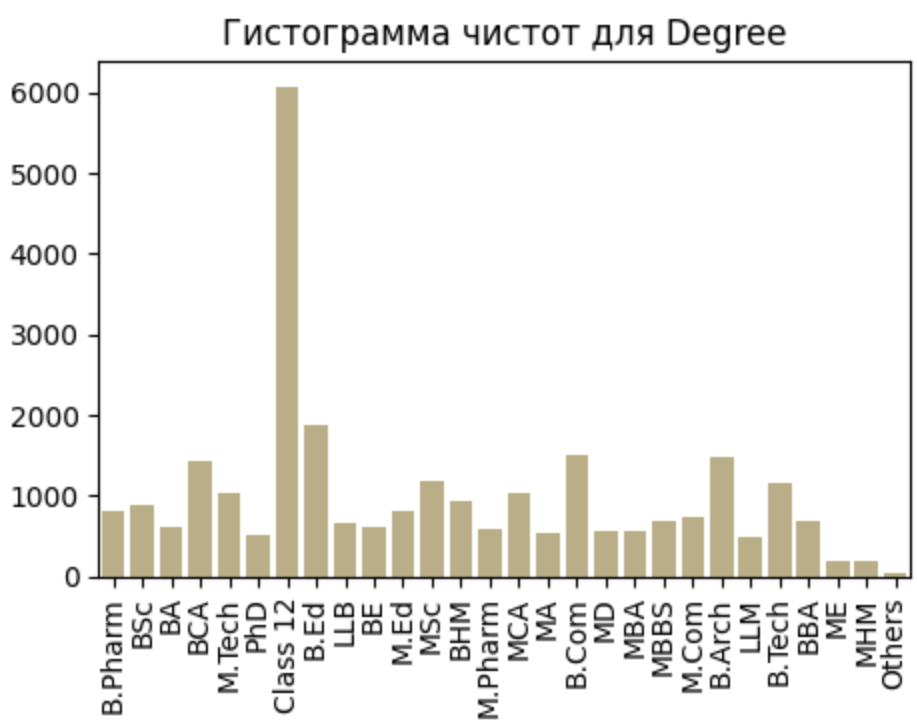 Гистограмма чистот для Degree
6000
5000
4000
3000
2000
1000
0
B.Pharm
BSc
BA
BCA
M.Tech
PhD
Class 12
B.Ed
LLB
BE
M.Ed
MSc
BHM
M.Pharm
MCA
MA
B.Com
MD
MBA
MBBS
M.Com
B.Arch
LLM
B.Tech
BBA
ME
MHM
Others